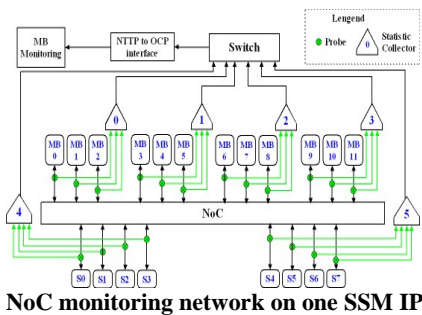 MB
Monitoring
NTTP to OCP
interface
Switch
Lengend
Probe
0
Statistic
Collector
0
1
2
3
MB
0
MB
1
MB
2
MB
3
MB
4
MB
5
MB
6
MB
7
MB
8
MB
9
MB
10
MB
11
4
NoC
5
S0
S1
S2
S3
S4
S5
S6
S7
NoC monitoring network on one SSM IP